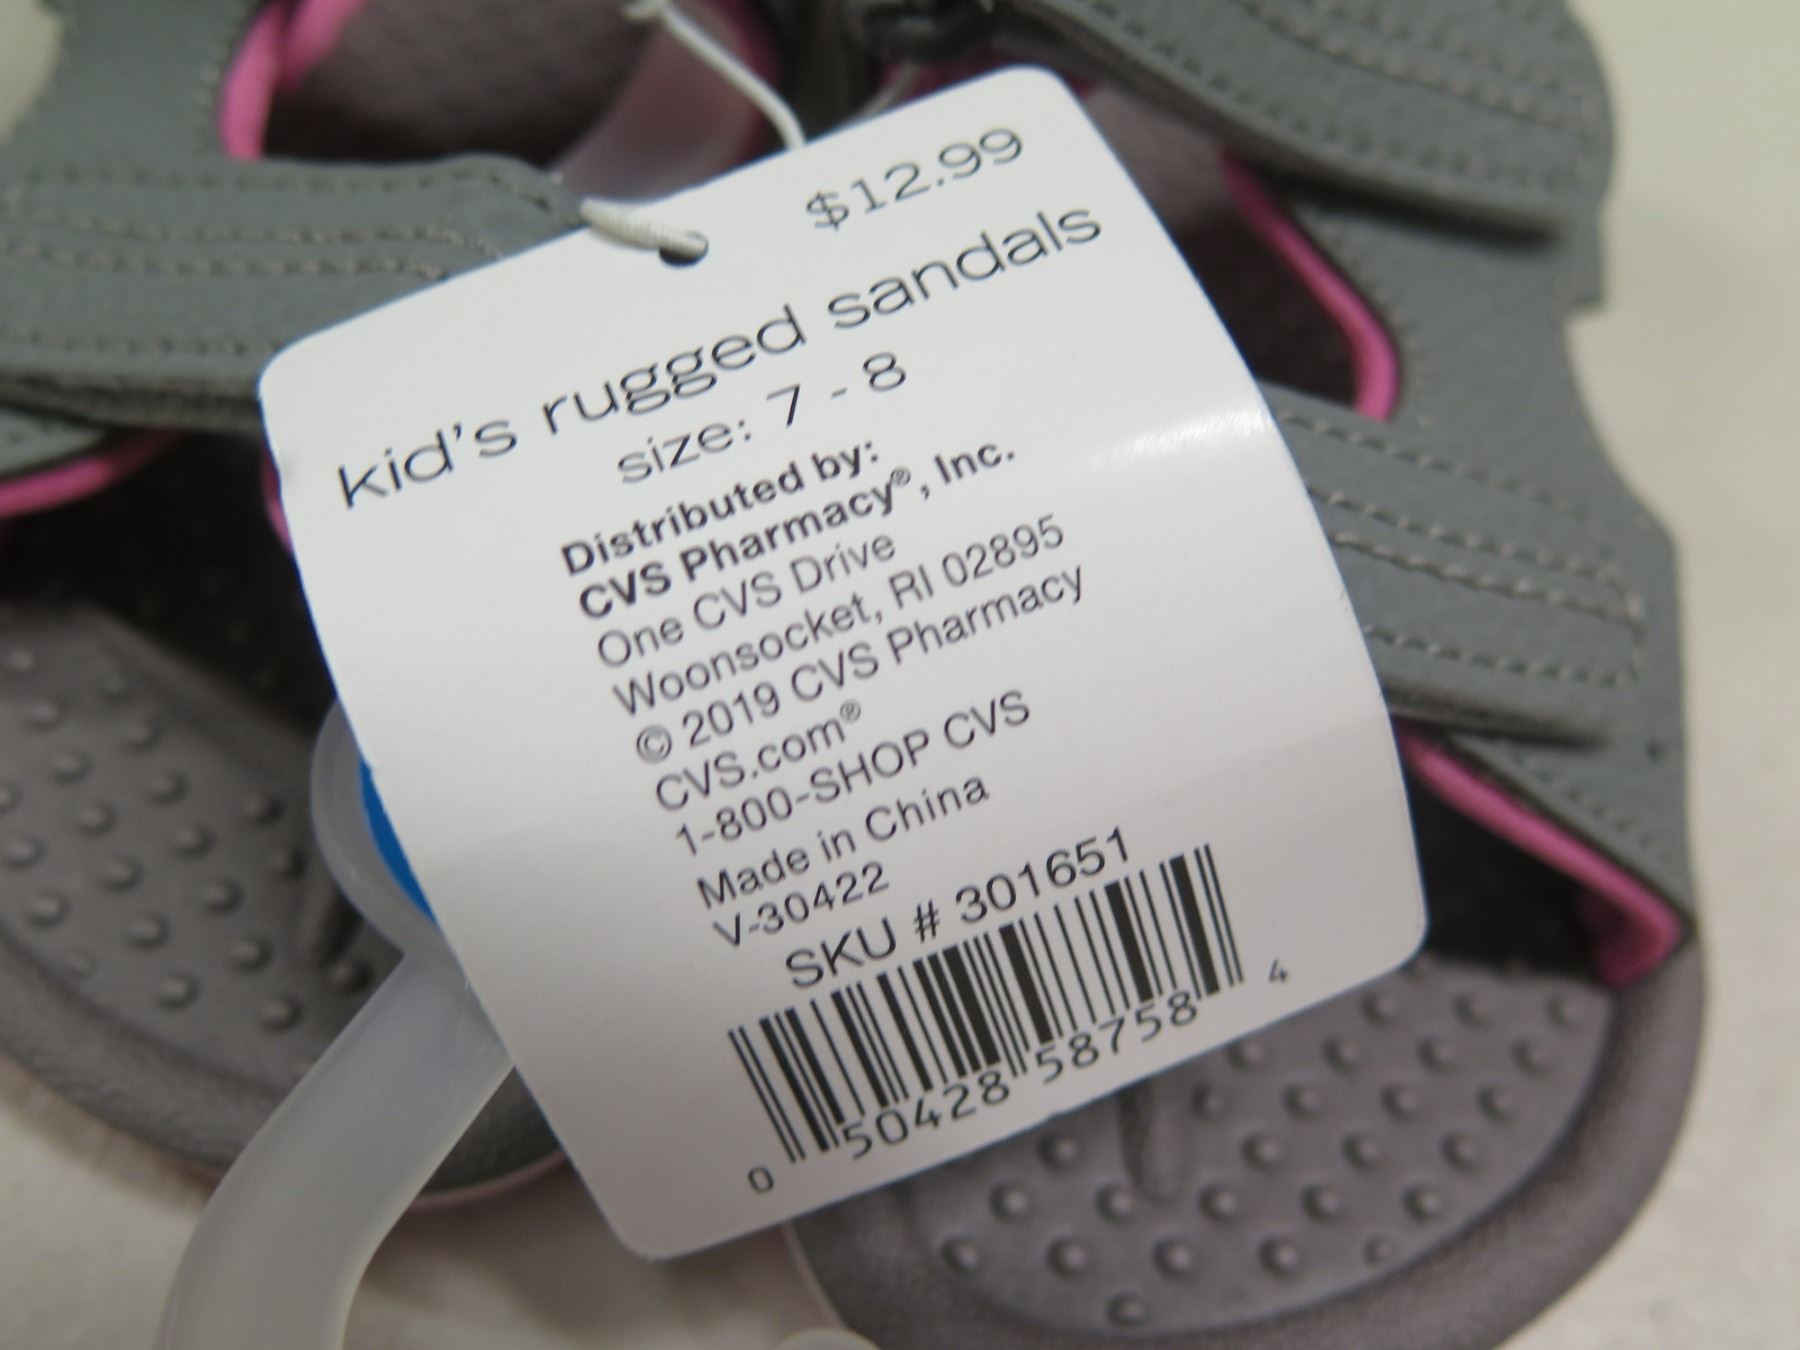 $12.99
kid's rugged sandals
size: 7 - 8
Distributed by:
CVS Pharmacy®, Inc.
One CVS Drive
Woonsocket, RI 02895
© 2019 CVS Pharmacy
CVS.com®
1-800-SHOP CVS
Made in China
V-30422
SKU # 301651
0 50428 58758 4